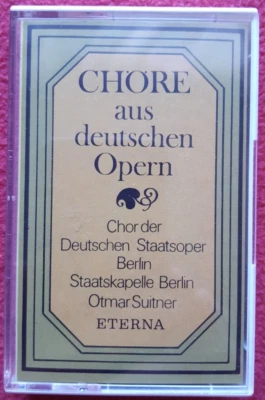 CHÖRE
aus
deutschen
Opern
Chor der
Deutschen Staatsoper
Berlin
Staatskapelle Berlin
Otmar Suitner
ETERNA